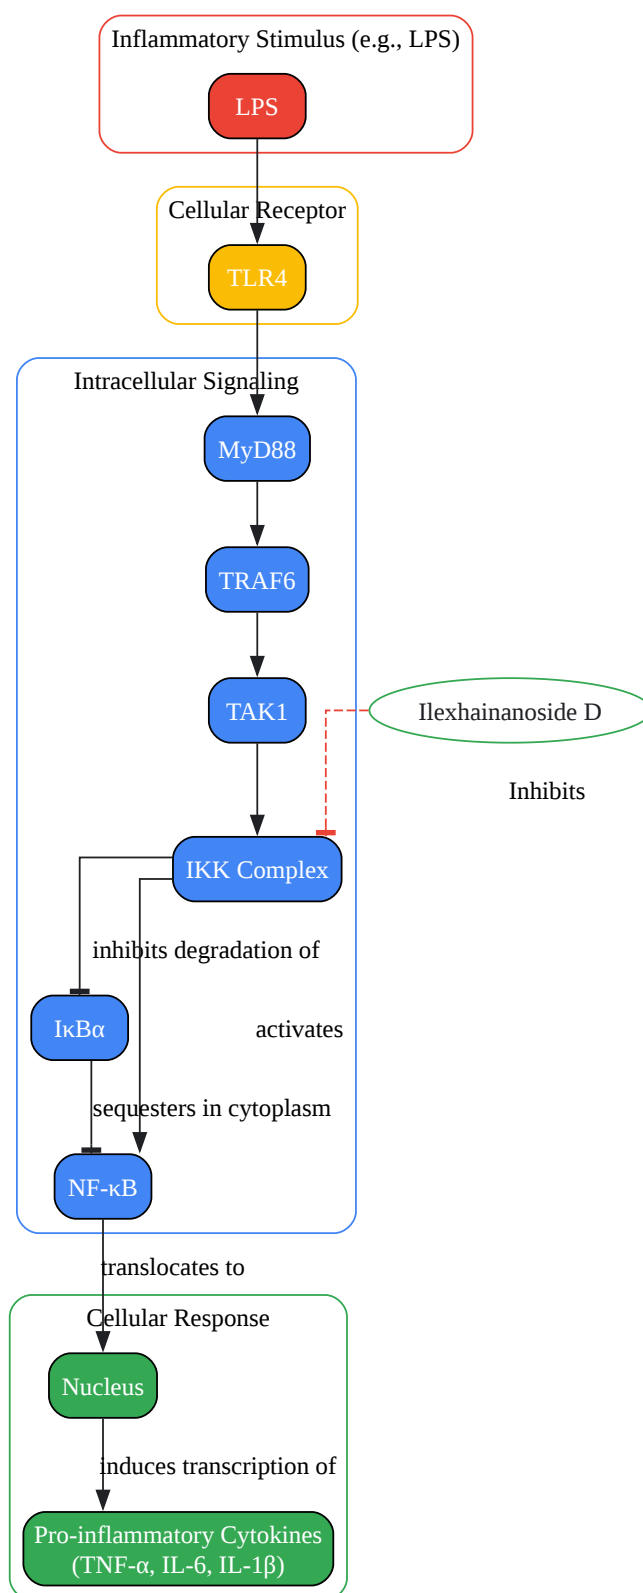 Inflammatory Stimulus (e.g., LPS)
LPS
Cellular Receptor
TLR4
Intracellular Signaling
MyD88
TRAF6
TAK1
Ilexhainanoside D
Inhibits
IKK Complex
inhibits degradation of
IκBα
activates
sequesters in cytoplasm
NF-κB
translocates to
Cellular Response
Nucleus
induces transcription of
Pro-inflammatory Cytokines
(TNF-α, IL-6, IL-1β)